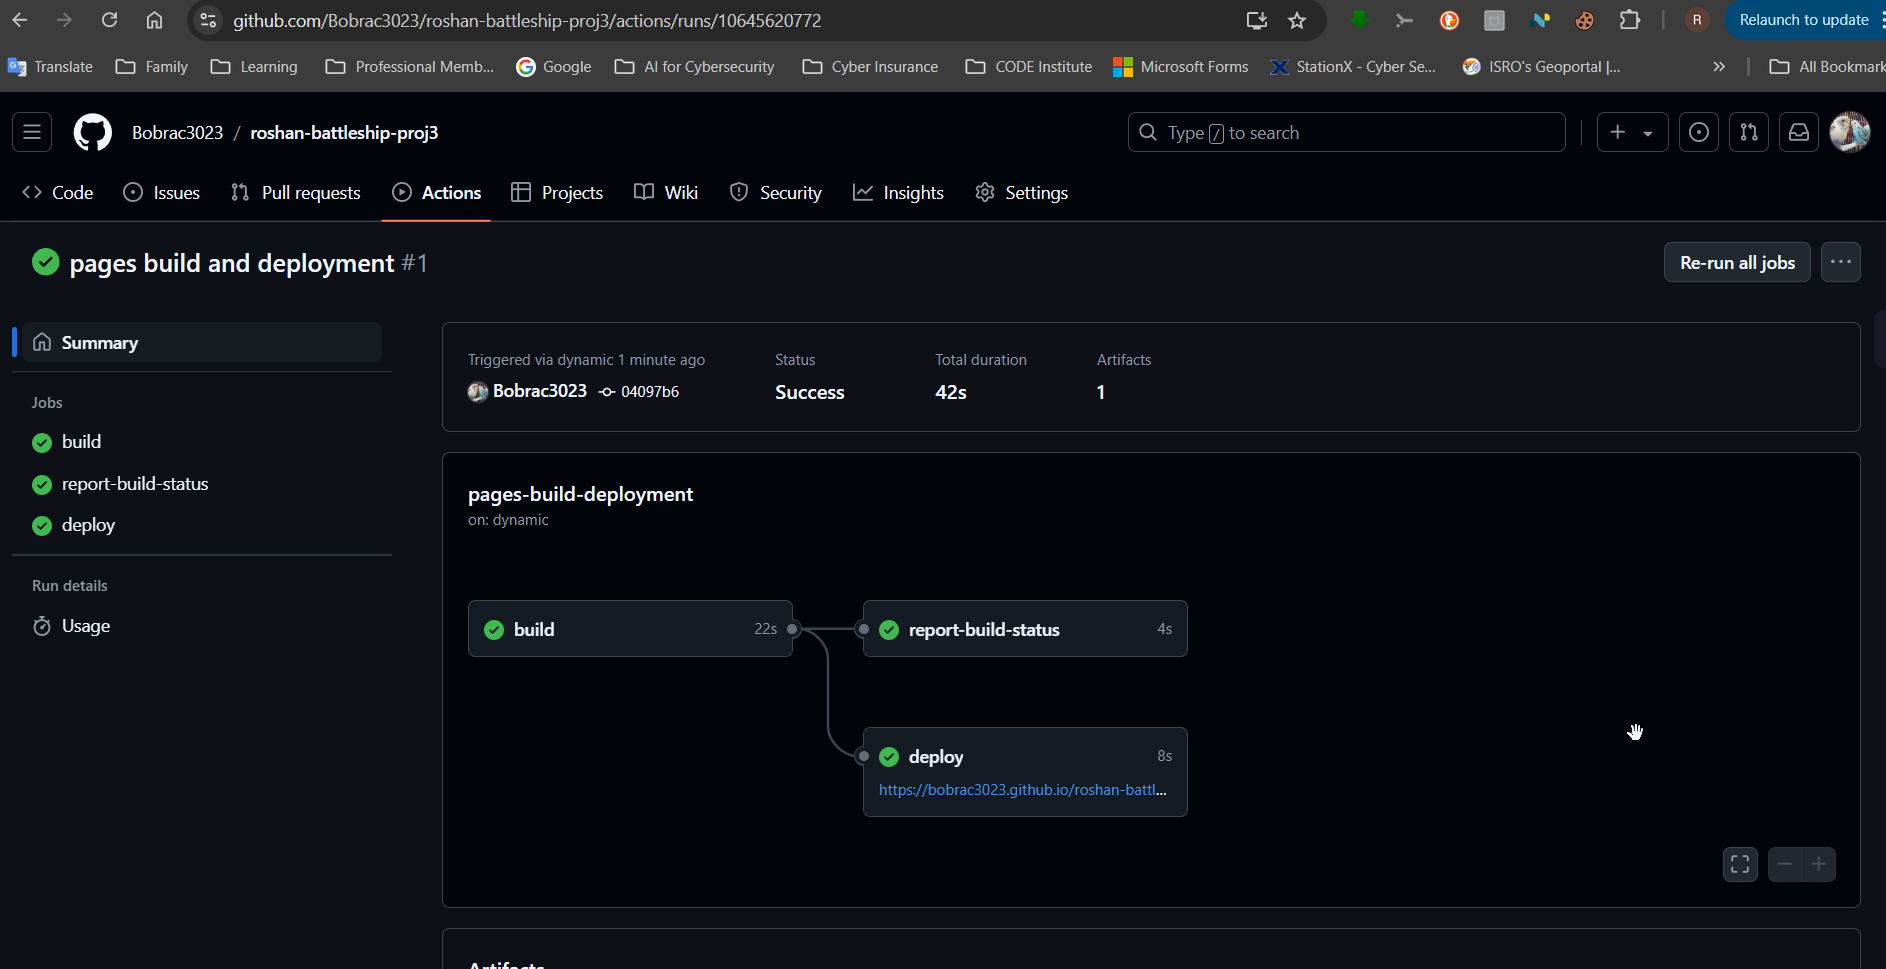 github.com/Bobrac3023/roshan-battleship-proj3/actions/runs/10645620772
R
Relaunch to update
Translate
Family
Learning
Professional Memb...
Google
AI for Cybersecurity
Cyber Insurance
CODE Institute
Microsoft Forms
StationX - Cyber Se...
ISRO's Geoportal |...
»
All Bookmark
Bobrac3023 / roshan-battleship-proj3
Type / to search
Code
Issues
Pull requests
Actions
Projects
Wiki
Security
Insights
Settings
pages build and deployment #1
Re-run all jobs
Summary
Jobs
build
report-build-status
deploy
Run details
Usage
Triggered via dynamic 1 minute ago
Bobrac3023 04097b6
Status
Success
Total duration
42s
Artifacts
1
pages-build-deployment
on: dynamic
build 22s
report-build-status 4s
deploy 8s
https://bobrac3023.github.io/roshan-battl...
Artifacts